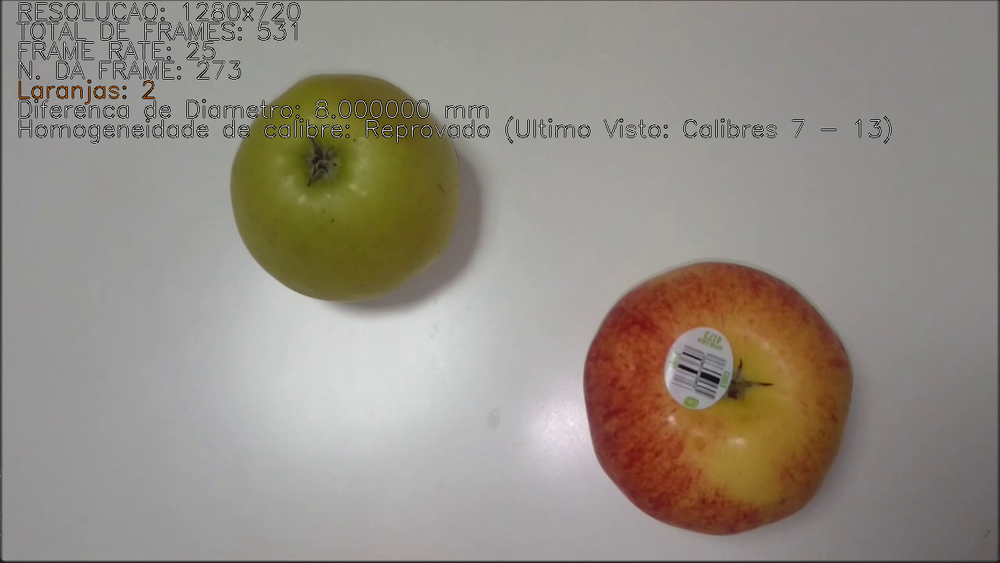 RESOLUCAO: 1280x720
TOTAL DE FRAMES: 531
FRAME RATE: 25
N. DA FRAME: 273
Laranjas: 2
Diferenca de Diametro: 8.000000 mm
Homogeneidade de calibre: Reprovado (Ultimo Visto: Calibres 7 - 13)
4173